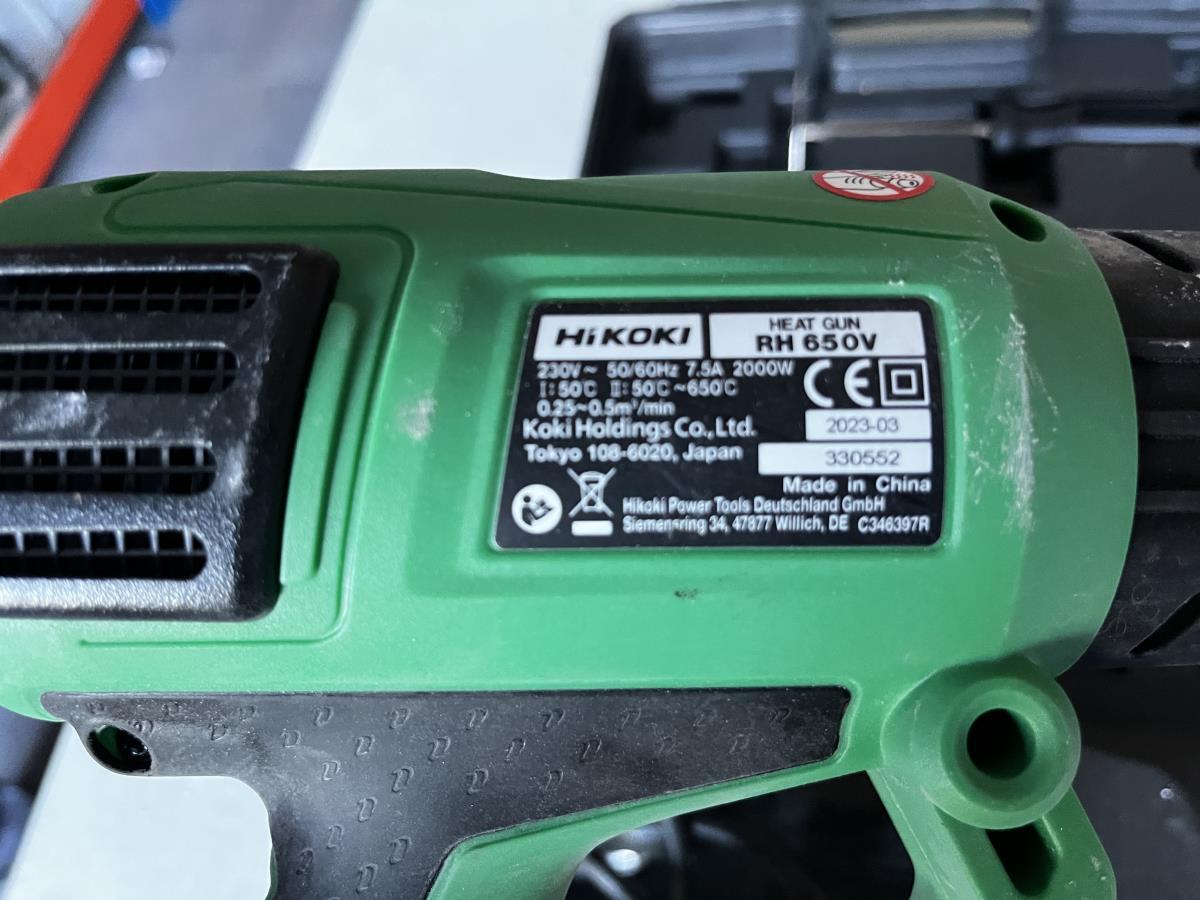 HiKOKI
HEAT GUN
RH 650V
230V~ 50/60Hz 7.5A 2000W
I:50℃ II:50℃~650℃
0.25~0.5m³/min
CE
Koki Holdings Co.,Ltd.
2023-03
Tokyo 108-6020, Japan
330552
Made in China
Hikoki Power Tools Deutschland GmbH
Siemensring 34, 47877 Willich, DE C346397R